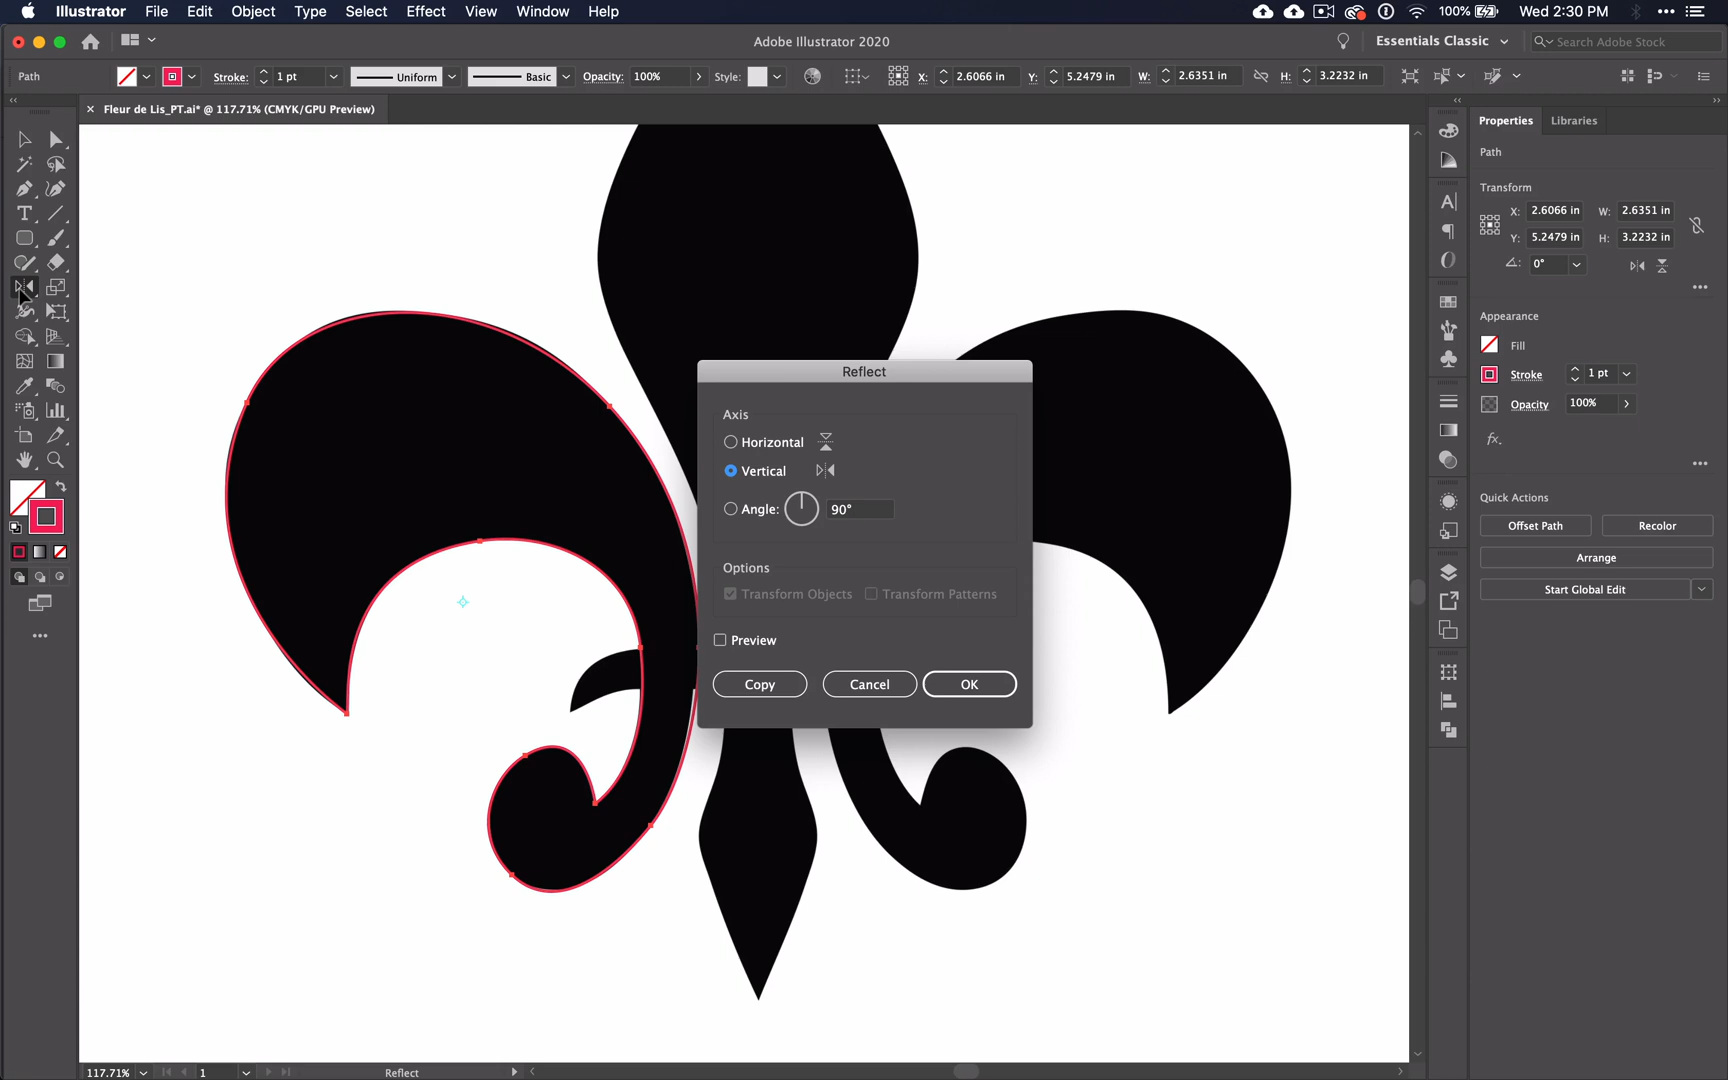 Illustrator File Edit Object Type Select Effect View Window Help 100% Wed 2:30 PM
Adobe Illustrator 2020 Essentials Classic Search Adobe Stock
Path Stroke: 1 pt Uniform Basic Opacity: 100% Style: X: 2.6066 in Y: 5.2479 in W: 2.6351 in H: 3.2232 in
Fleur de Lis_PT.ai* @ 117.71% (CMYK/GPU Preview)
Properties Libraries
Path
Transform
X: 2.6066 in W: 2.6351 in
Y: 5.2479 in H: 3.2232 in
0°
Appearance
Fill
Stroke 1 pt
Opacity 100%
fx.
Quick Actions
Offset Path Recolor
Arrange
Start Global Edit
Reflect
Axis
Horizontal
Vertical
Angle: 90°
Options
Transform Objects Transform Patterns
Preview
Copy Cancel OK
117.71% 1 Reflect